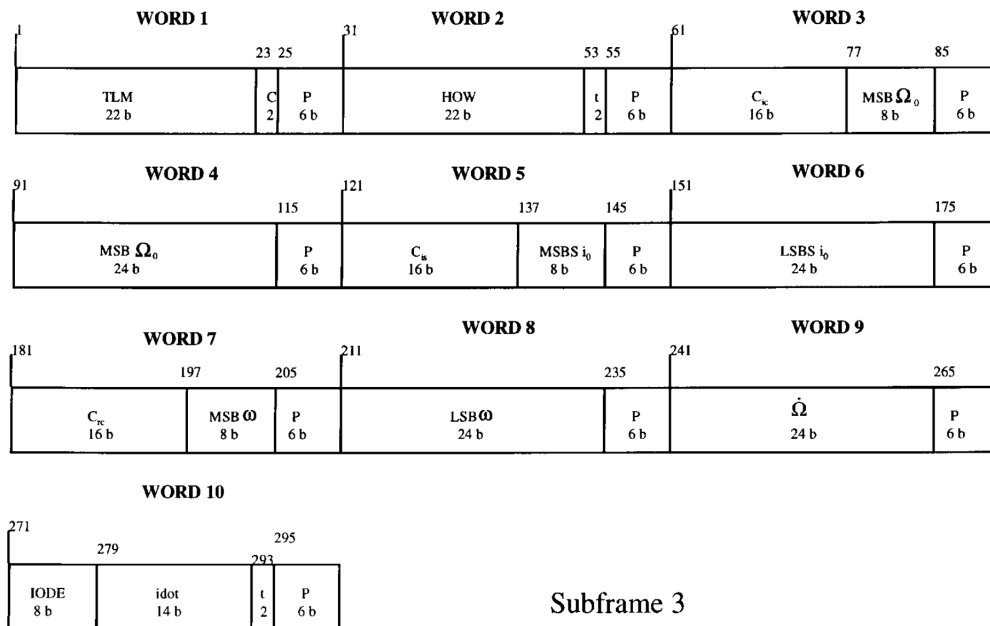 WORD 1 WORD 2 WORD 3
1 23 25 31 53 55 61 77 85
TLM C P HOW t P C_ic MSB Ω₀ P
22 b 2 6 b 22 b 2 6 b 16 b 8 b 6 b
WORD 4 WORD 5 WORD 6
91 115 121 137 145 151 175
MSB Ω₀ P C_is MSBS i₀ P LSBS i₀ P
24 b 6 b 16 b 8 b 6 b 24 b 6 b
WORD 7 WORD 8 WORD 9
181 197 205 211 235 241 265
C_rc MSB ω P LSB ω P Ω̇ P
16 b 8 b 6 b 24 b 6 b 24 b 6 b
WORD 10
271 279 293 295
IODE idot t P
8 b 14 b 2 6 b
Subframe 3